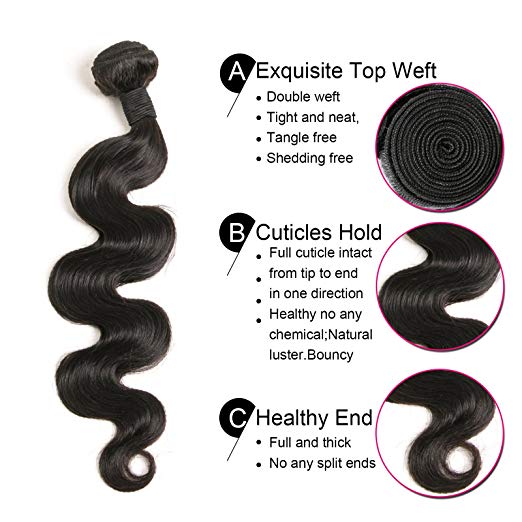 A Exquisite Top Weft
• Double weft
• Tight and neat,
• Tangle free
• Shedding free
B Cuticles Hold
• Full cuticle intact
• from tip to end
in one direction
• Healthy no any
• chemical;Natural
luster.Bouncy
C Healthy End
• Full and thick
• No any split ends